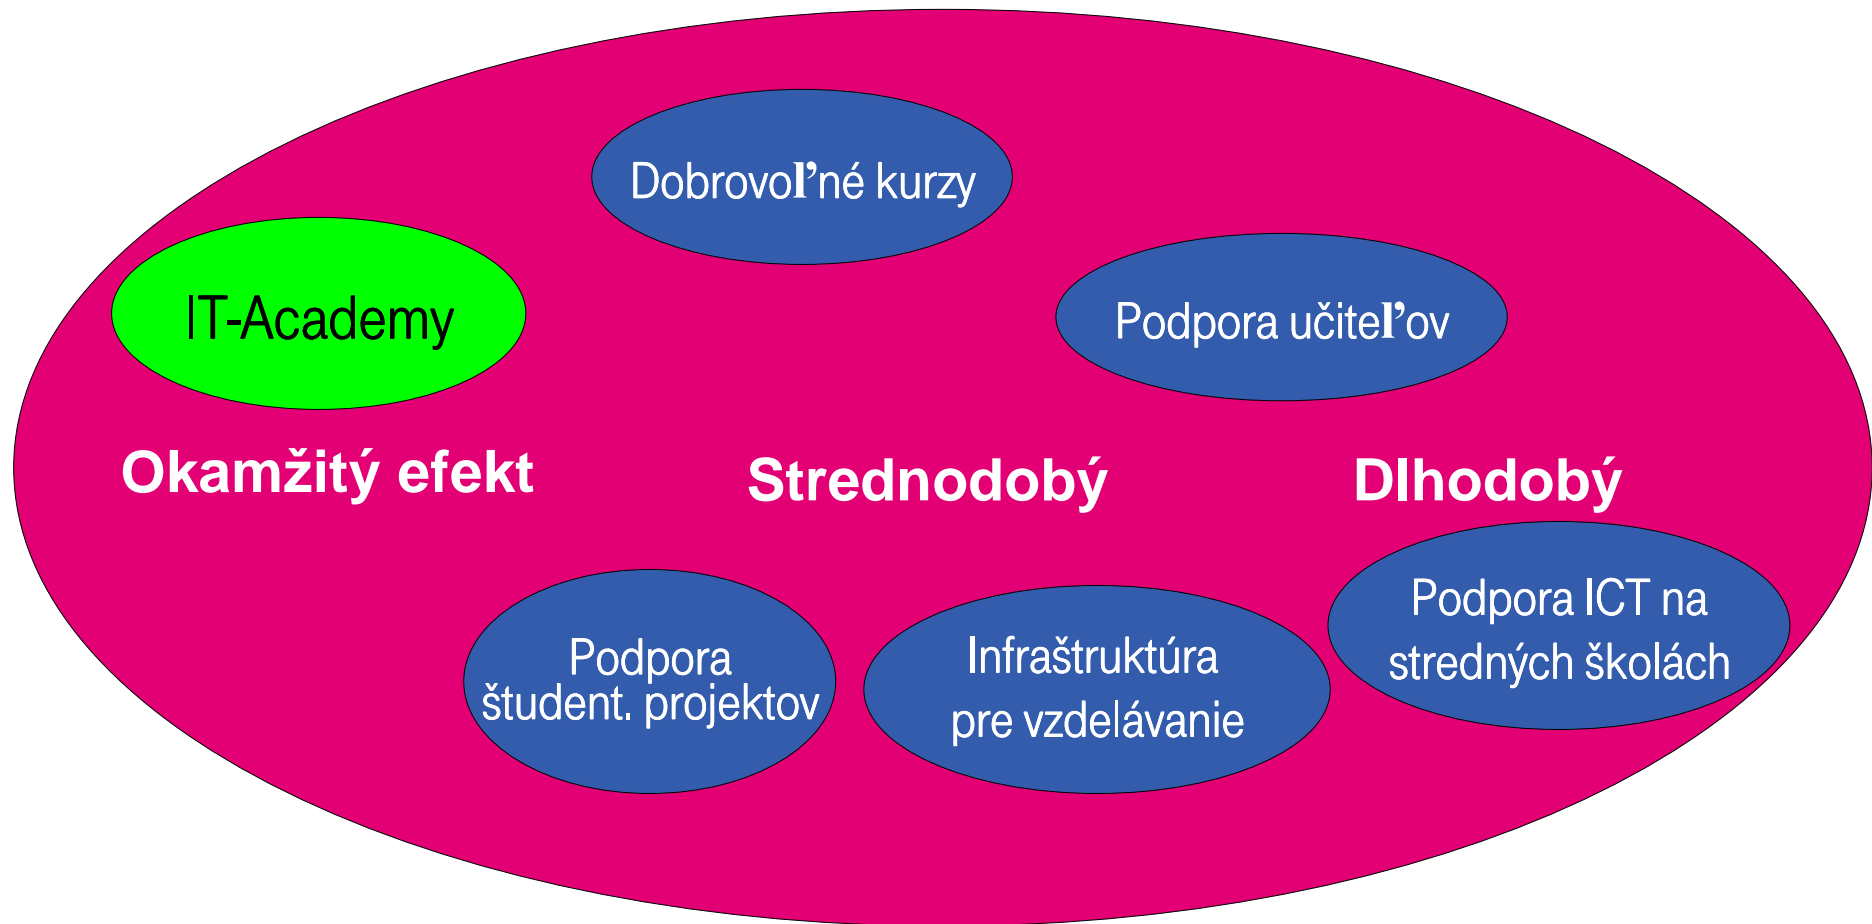 Dobrovoľné kurzy
IT-Academy
Podpora učiteľov
Okamžitý efekt
Strednodobý
Dlhodobý
Podpora
študent. projektov
Infraštruktúra
pre vzdelávanie
Podpora ICT na
stredných školách